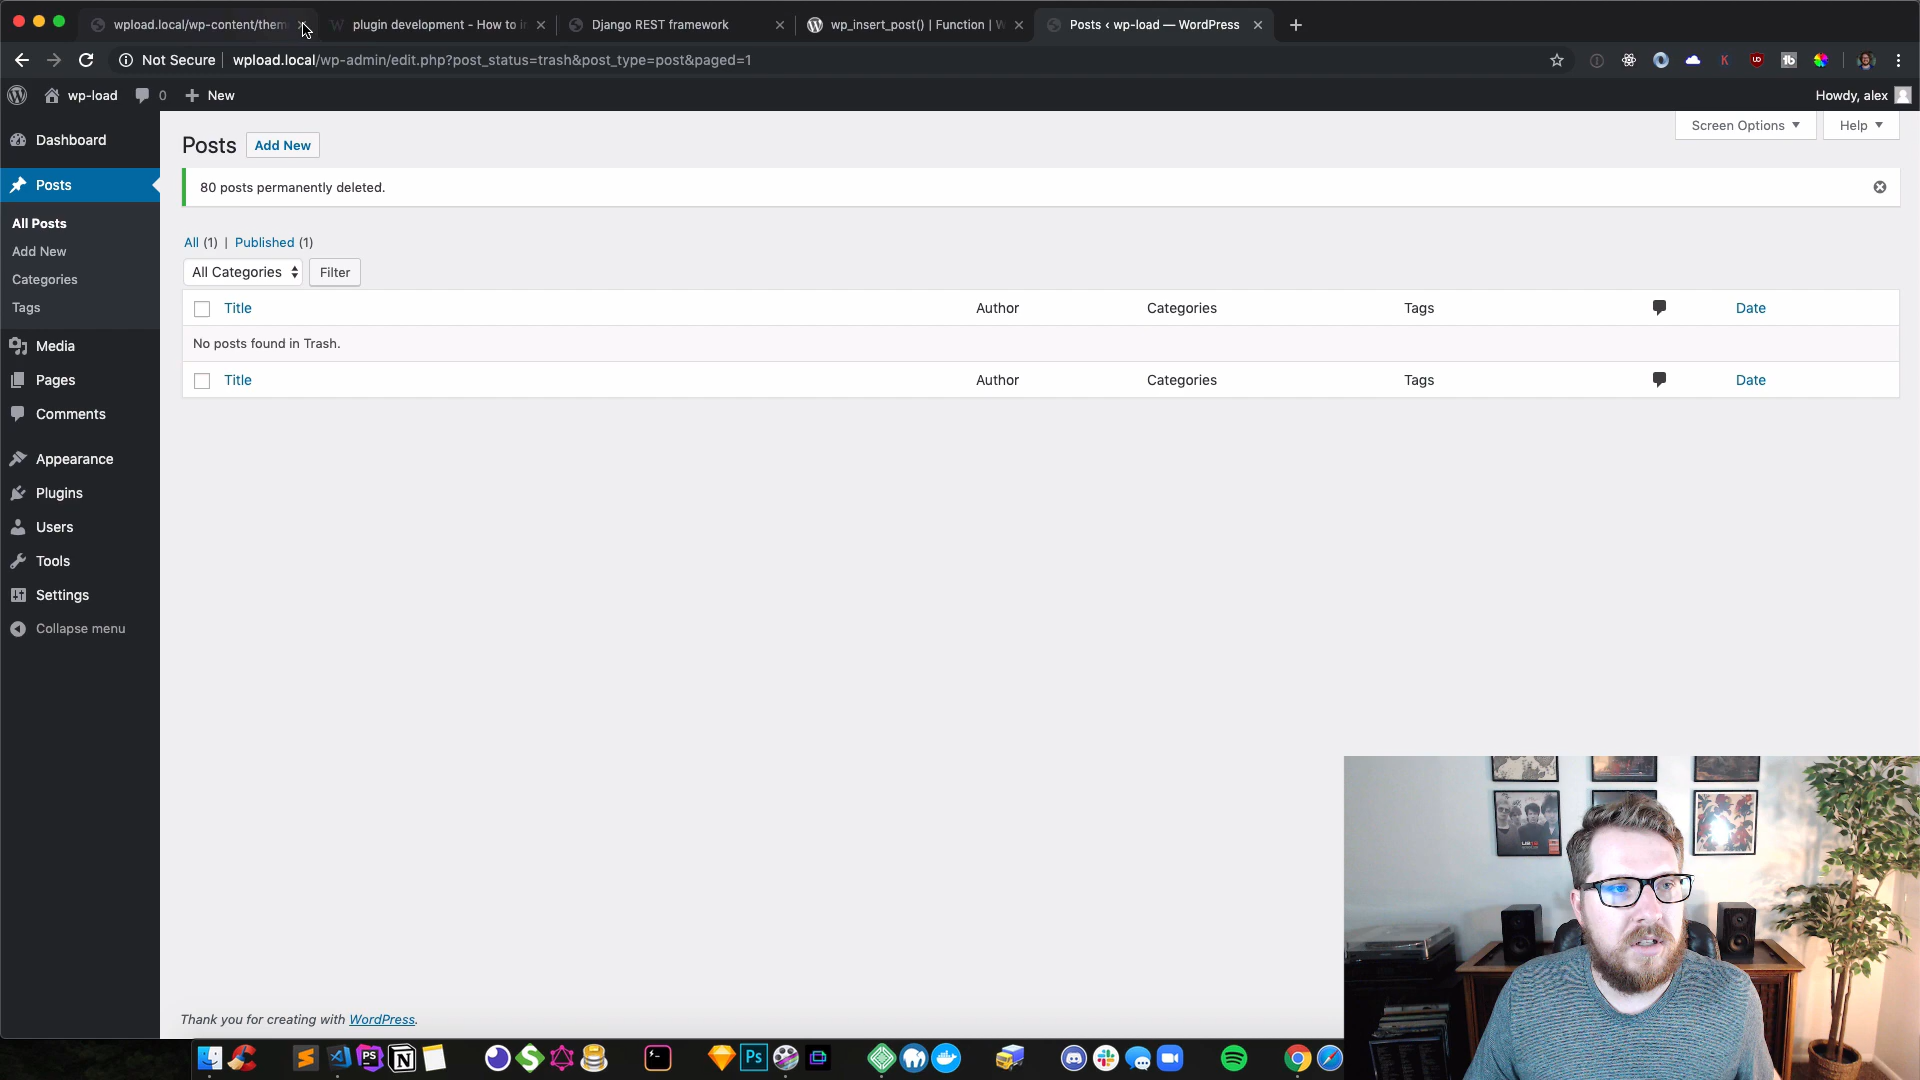 wpload.local/wp-content/them
plugin development - How to in
Django REST framework
wp_insert_post() | Function | W
Posts ‹ wp-load — WordPress
Not Secure
wpload.local/wp-admin/edit.php?post_status=trash&post_type=post&paged=1
wp-load
0
New
Howdy, alex
Dashboard
Posts
All Posts
Add New
Categories
Tags
Media
Pages
Comments
Appearance
Plugins
Users
Tools
Settings
Collapse menu
Screen Options
Help
Posts
Add New
80 posts permanently deleted.
All (1) | Published (1)
All Categories
Filter
Title Author Categories Tags Date
No posts found in Trash.
Title Author Categories Tags Date
Thank you for creating with WordPress.